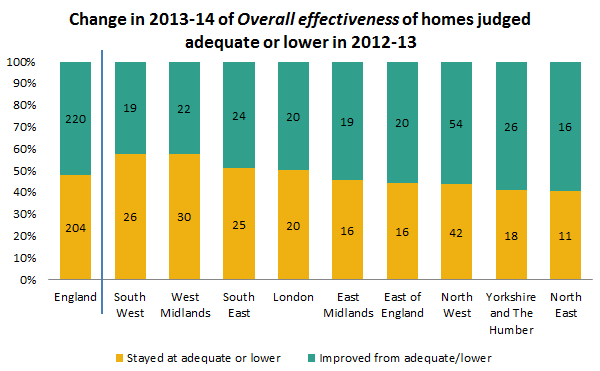 Change in 2013-14 of Overall effectiveness of homes judged
adequate or lower in 2012-13
100%
90%
80%
70%
60%
50%
40%
30%
20%
10%
0%
220 19 22 24 20 19 20 54 26 16
204 26 30 25 20 16 16 42 18 11
England South West Midlands South East London East Midlands East of England North West Yorkshire and The Humber North East
Stayed at adequate or lower Improved from adequate/lower